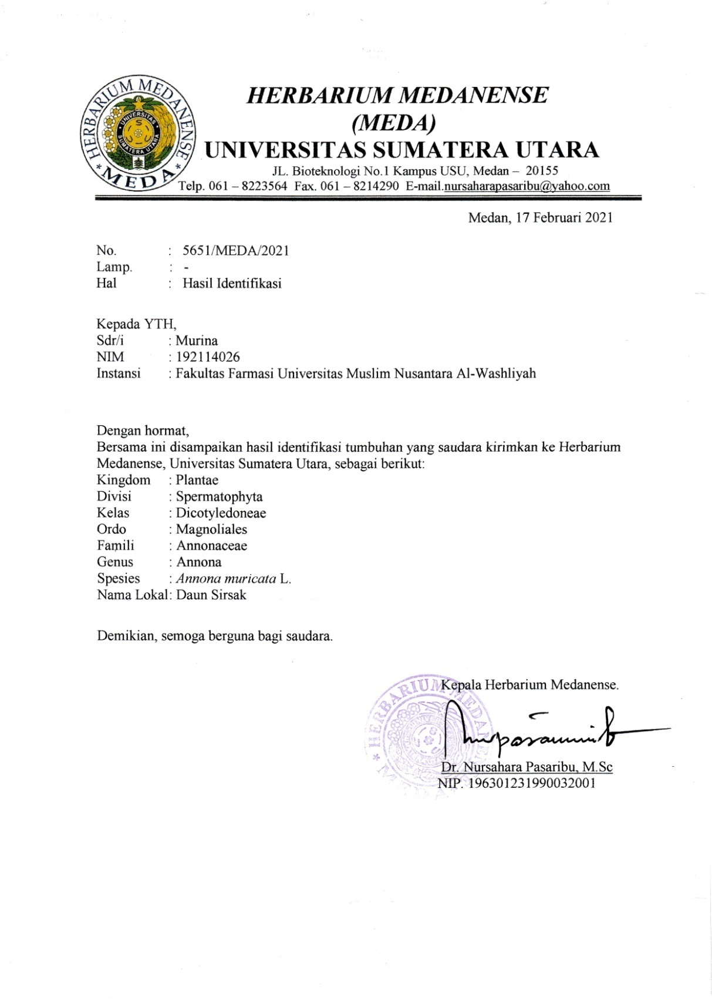 HERBARIUM MEDANENSE
* MEDA *
UNIVERSITAS
SUMATERA UTARA
HERBARIUM MEDANENSE
(MEDA)
UNIVERSITAS SUMATERA UTARA
JL. Bioteknologi No.1 Kampus USU, Medan – 20155
Telp. 061 – 8223564 Fax. 061 – 8214290 E-mail.nursaharapasaribu@yahoo.com
Medan, 17 Februari 2021
No. : 5651/MEDA/2021
Lamp. : -
Hal : Hasil Identifikasi
Kepada YTH,
Sdr/i : Murina
NIM : 192114026
Instansi : Fakultas Farmasi Universitas Muslim Nusantara Al-Washliyah
Dengan hormat,
Bersama ini disampaikan hasil identifikasi tumbuhan yang saudara kirimkan ke Herbarium
Medanense, Universitas Sumatera Utara, sebagai berikut:
Kingdom : Plantae
Divisi : Spermatophyta
Kelas : Dicotyledoneae
Ordo : Magnoliales
Famili : Annonaceae
Genus : Annona
Spesies : Annona muricata L.
Nama Lokal: Daun Sirsak
Demikian, semoga berguna bagi saudara.
Kepala Herbarium Medanense.
HERBARIUM MEDANEN
* MEDA
Dr. Nursahara Pasaribu, M.Sc
NIP. 196301231990032001